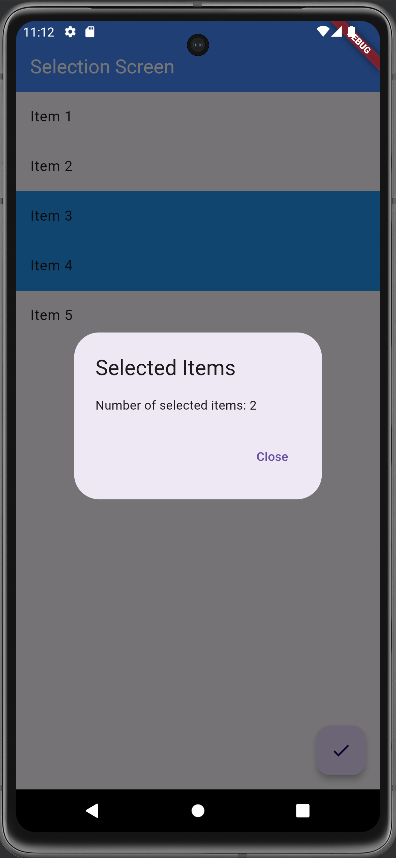 11:12
DEBUG
Selection Screen
Item 1
Item 2
Item 3
Item 4
Item 5
Selected Items
Number of selected items: 2
Close